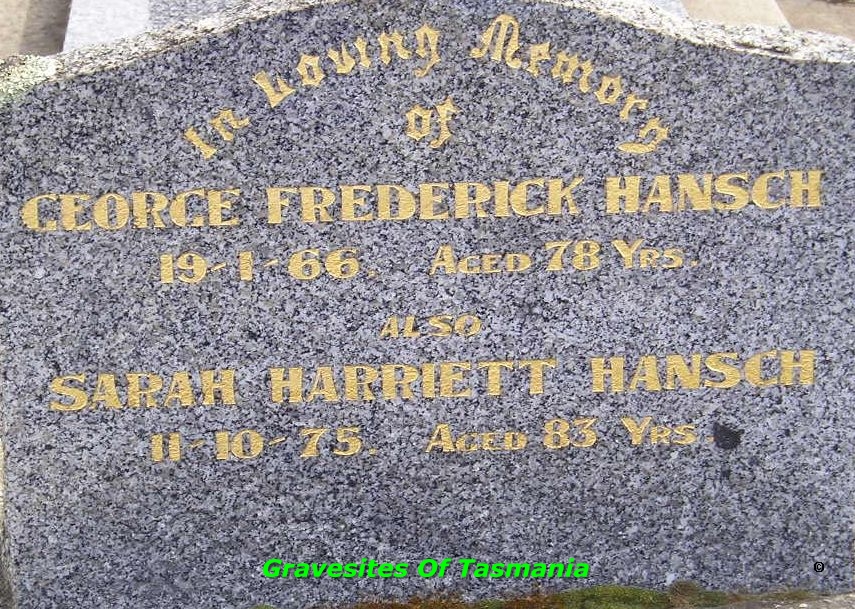 In Loving Memory
of
GEORGE FREDERICK HANSCH
19-1-66. AGED 78 YRS.
ALSO
SARAH HARRIETT HANSCH
11-10-75. AGED 83 YRS.
Gravesites Of Tasmania ©